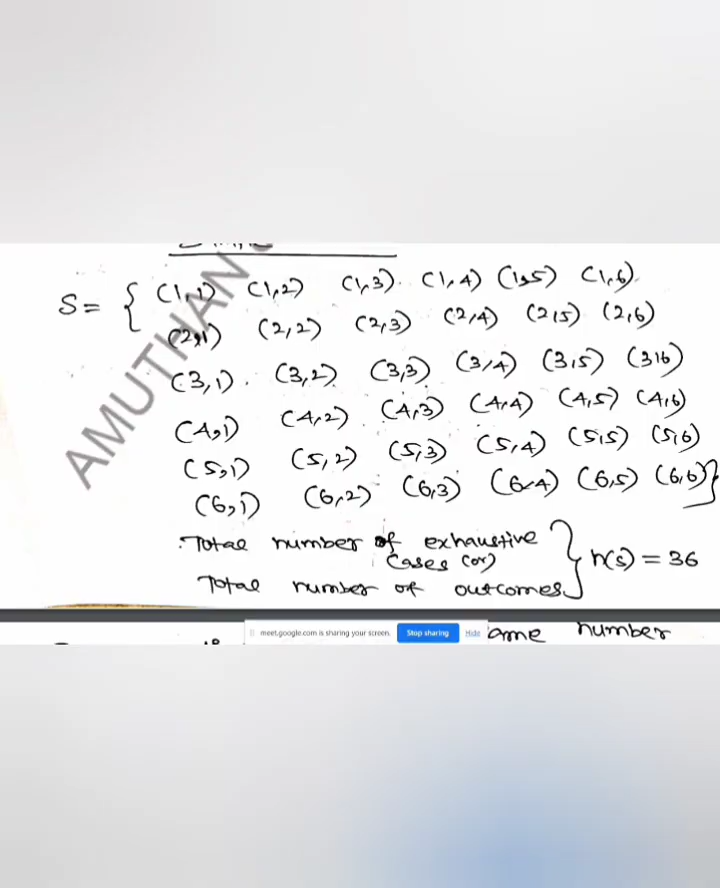 S = { (1,1) (1,2) (1,3) (1,4) (1,5) (1,6)
(2,1) (2,2) (2,3) (2,4) (2,5) (2,6)
(3,1) (3,2) (3,3) (3,4) (3,5) (3,6)
(4,1) (4,2) (4,3) (4,4) (4,5) (4,6)
(5,1) (5,2) (5,3) (5,4) (5,5) (5,6)
(6,1) (6,2) (6,3) (6,4) (6,5) (6,6) }
Total number of exhaustive
cases (or)
Total number of outcomes } n(s) = 36
AMUTHAN
meet.google.com is sharing your screen. Stop sharing Hide
ame number